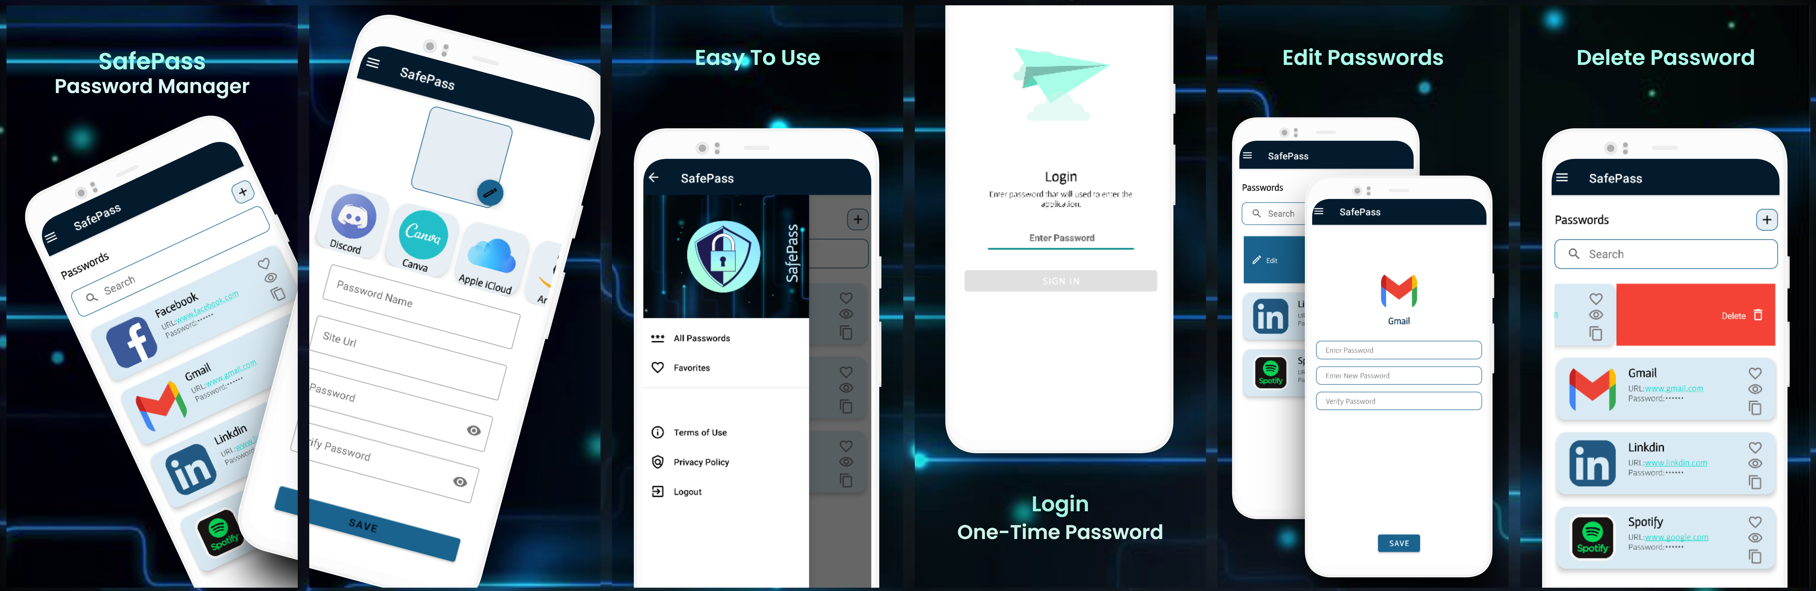 SafePass
Password Manager
SafePass
Passwords
Search
Facebook
URL:www.facebook.com
Password:••••••
Gmail
URL:www.gmail.com
Password:••••••
Linkdin
URL:www.l
Password
Spotify
SafePass
Discord
Canva
Canva
Apple iCloud
Password Name
Site Url
Password
ify Password
SAVE
Easy To Use
SafePass
SafePass
All Passwords
Favorites
Terms of Use
Privacy Policy
Logout
Login
Enter password that will used to enter the
application.
Enter Password
SIGN IN
Login
One-Time Password
Edit Passwords
SafePass
Passwords
Search
Edit
Li
Sp
Spotify
SafePass
Gmail
Enter Password
Enter New Password
Verify Password
SAVE
Delete Password
SafePass
Passwords
Search
Delete
Gmail
URL:www.gmail.com
Password:••••••
Linkdin
URL:www.linkdin.com
Password:••••••
Spotify
URL:www.google.com
Password:••••••
Spotify